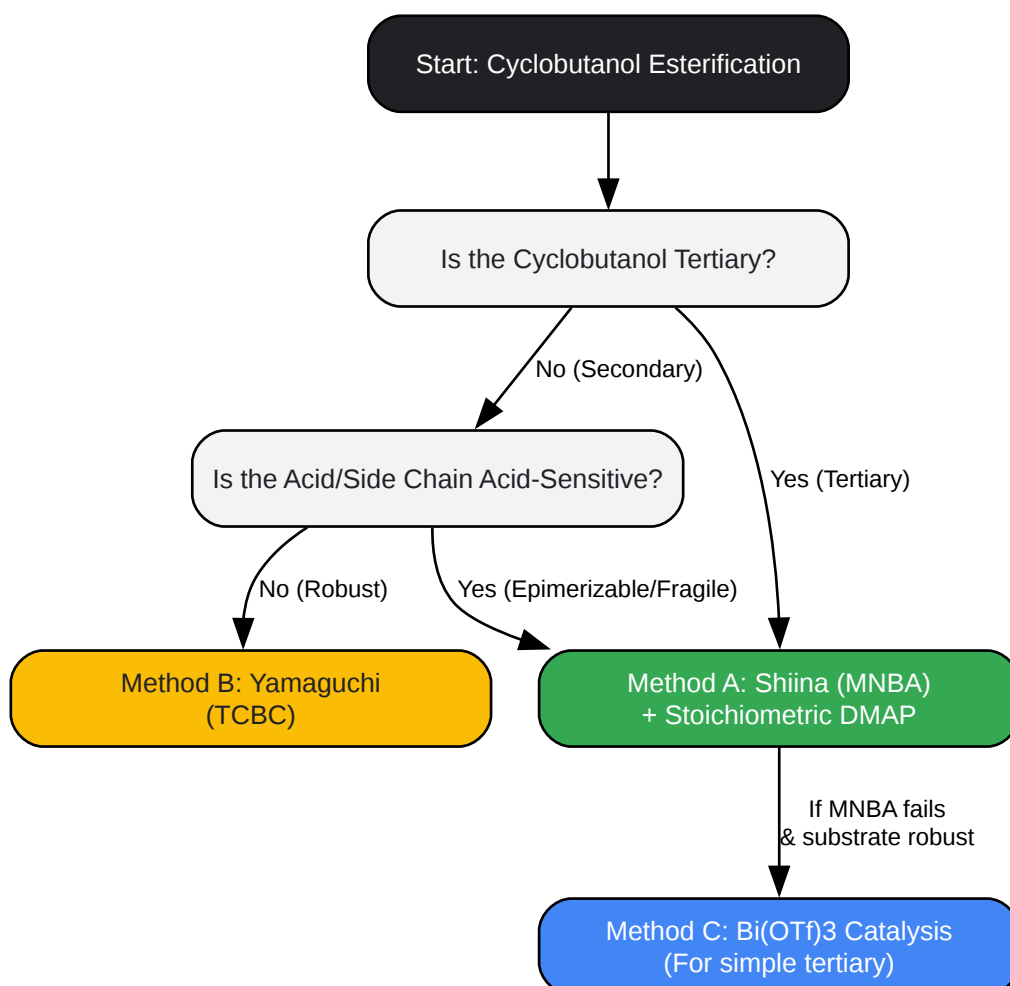 Start: Cyclobutanol Esterification
Is the Cyclobutanol Tertiary?
No (Secondary)
Yes (Tertiary)
Is the Acid/Side Chain Acid-Sensitive?
No (Robust)
Yes (Epimerizable/Fragile)
Method B: Yamaguchi
(TCBC)
Method A: Shiina (MNBA)
+ Stoichiometric DMAP
If MNBA fails
& substrate robust
Method C: Bi(OTf)3 Catalysis
(For simple tertiary)